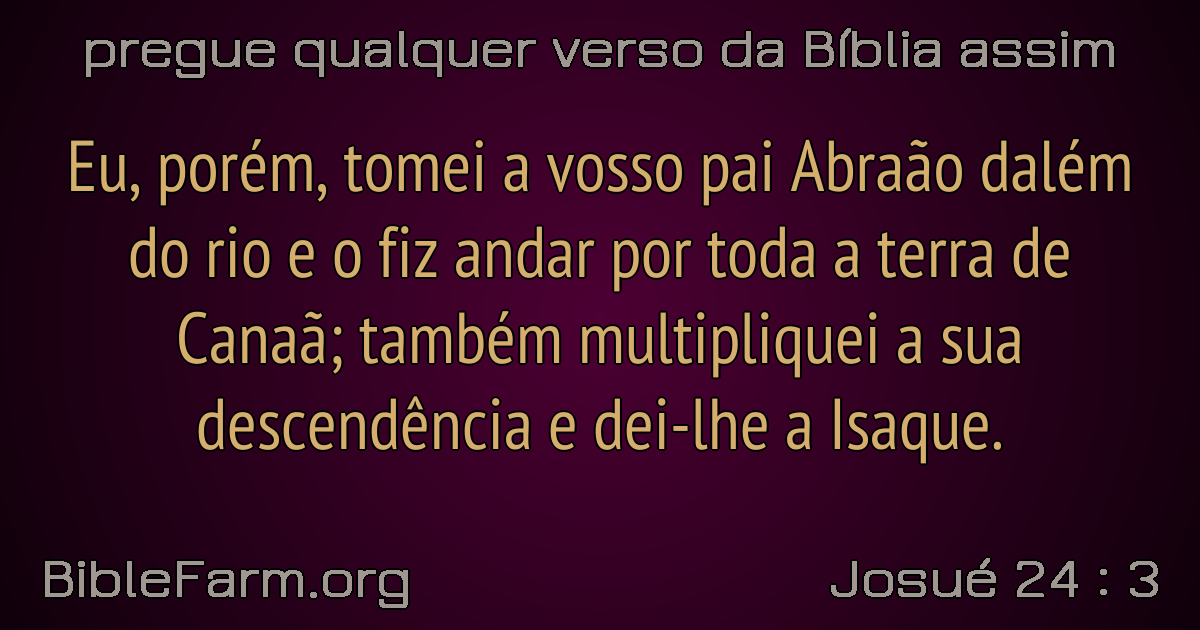 pregue qualquer verso da Bíblia assim
Eu, porém, tomei a vosso pai Abraão dalém
do rio e o fiz andar por toda a terra de
Canaã; também multipliquei a sua
descendência e dei-lhe a Isaque.
BibleFarm.org
Josué 24 : 3